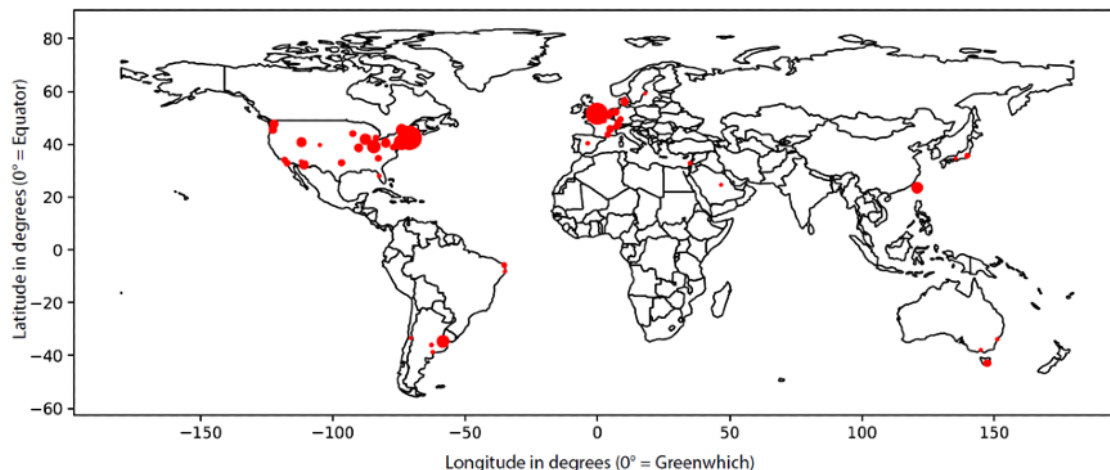 80
60
40
20
0
−20
−40
−60
Latitude in degrees (0° = Equator)
−150 −100 −50 0 50 100 150
Longitude in degrees (0° = Greenwhich)